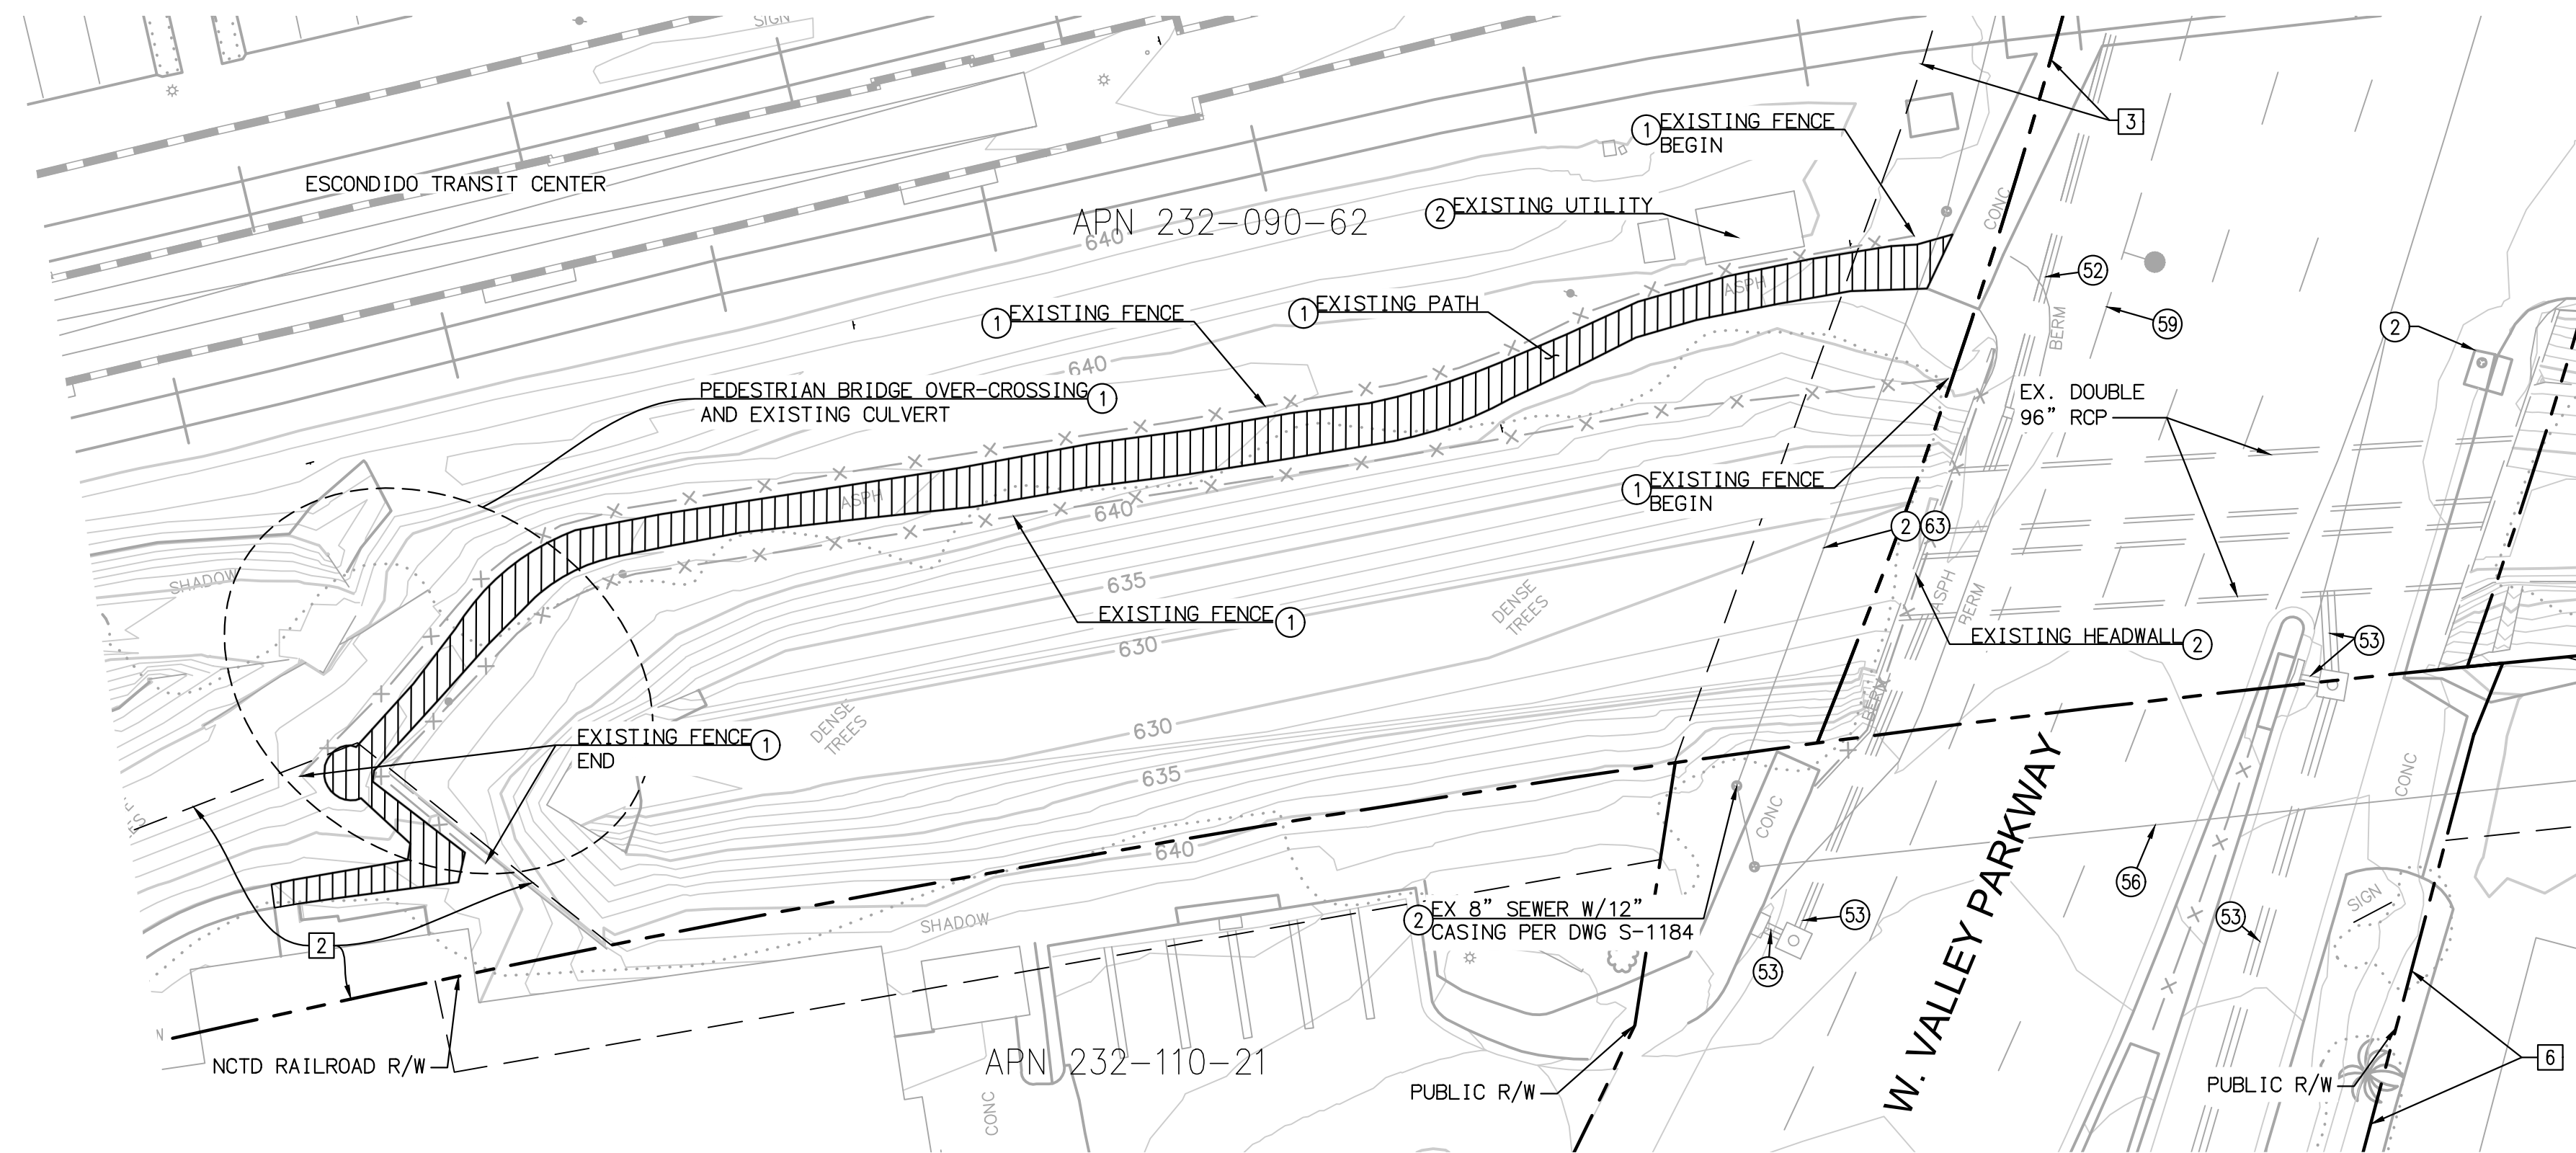 SIGN
3
1 EXISTING FENCE
BEGIN
ESCONDIDO TRANSIT CENTER
2 EXISTING UTILITY
APN 232-090-62
640
CONC
52
BERM
59
1 EXISTING FENCE
1 EXISTING PATH
ASPH
2
640
PEDESTRIAN BRIDGE OVER-CROSSING 1
AND EXISTING CULVERT
EX. DOUBLE
96" RCP
1 EXISTING FENCE
BEGIN
ASPH
640
2 63
SHADOW
635
DENSE
TREES
ASPH
BERM
EXISTING FENCE 1
630
EXISTING HEADWALL 2
53
BERM
DENSE
TREES
630
EXISTING FENCE 1
END
635
W. VALLEY PARKWAY
CONC
CONC
640
56
SIGN
SHADOW
EX 8" SEWER W/12"
2 CASING PER DWG S-1184
53
53
53
2
NCTD RAILROAD R/W
APN 232-110-21
CONC
PUBLIC R/W
PUBLIC R/W
6